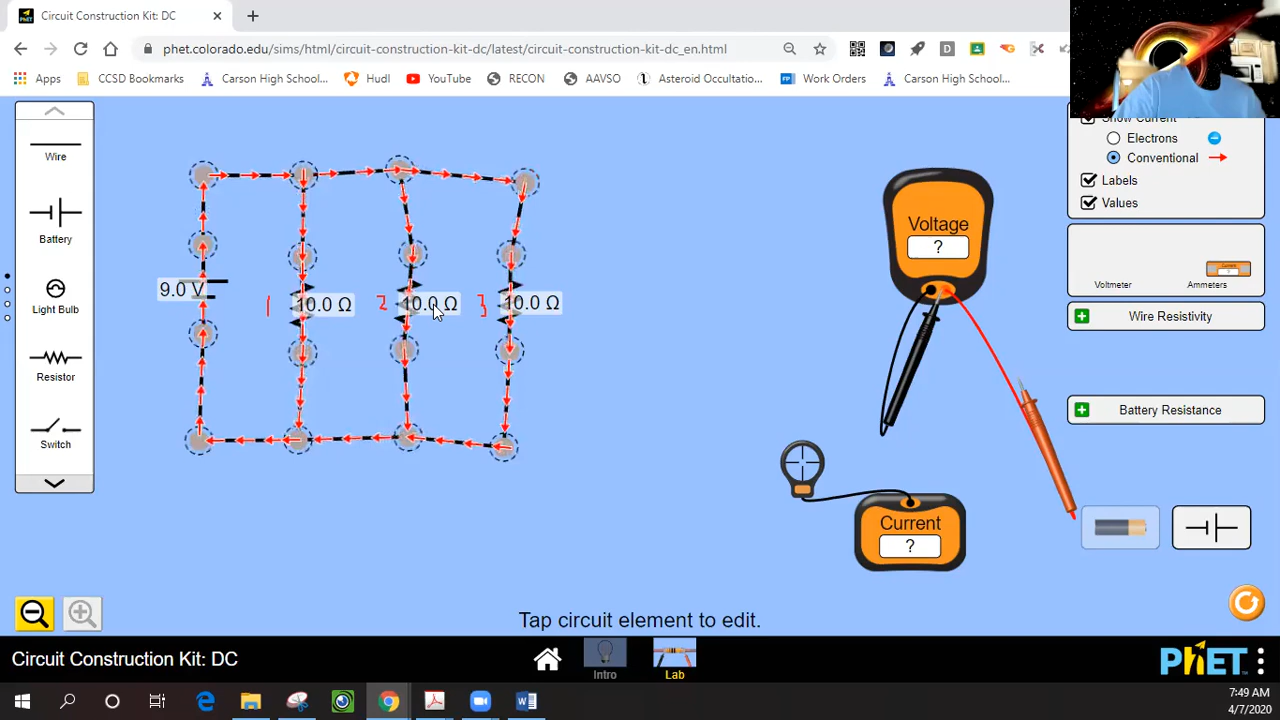 Circuit Construction Kit: DC
phet.colorado.edu/sims/html/circuit-construction-kit-dc/latest/circuit-construction-kit-dc_en.html
Apps
CCSD Bookmarks
Carson High School...
Hudl
YouTube
RECON
AAVSO
Asteroid Occultatio...
Work Orders
Carson High School...
Wire
Battery
Light Bulb
Resistor
Switch
9.0 V
1
10.0 Ω
2
10.0 Ω
3
10.0 Ω
Voltage
?
Current
?
Show Current
Electrons
Conventional
Labels
Values
Voltmeter
Ammeters
Wire Resistivity
Battery Resistance
Tap circuit element to edit.
Circuit Construction Kit: DC
Intro
Lab
PhET
7:49 AM
4/7/2020